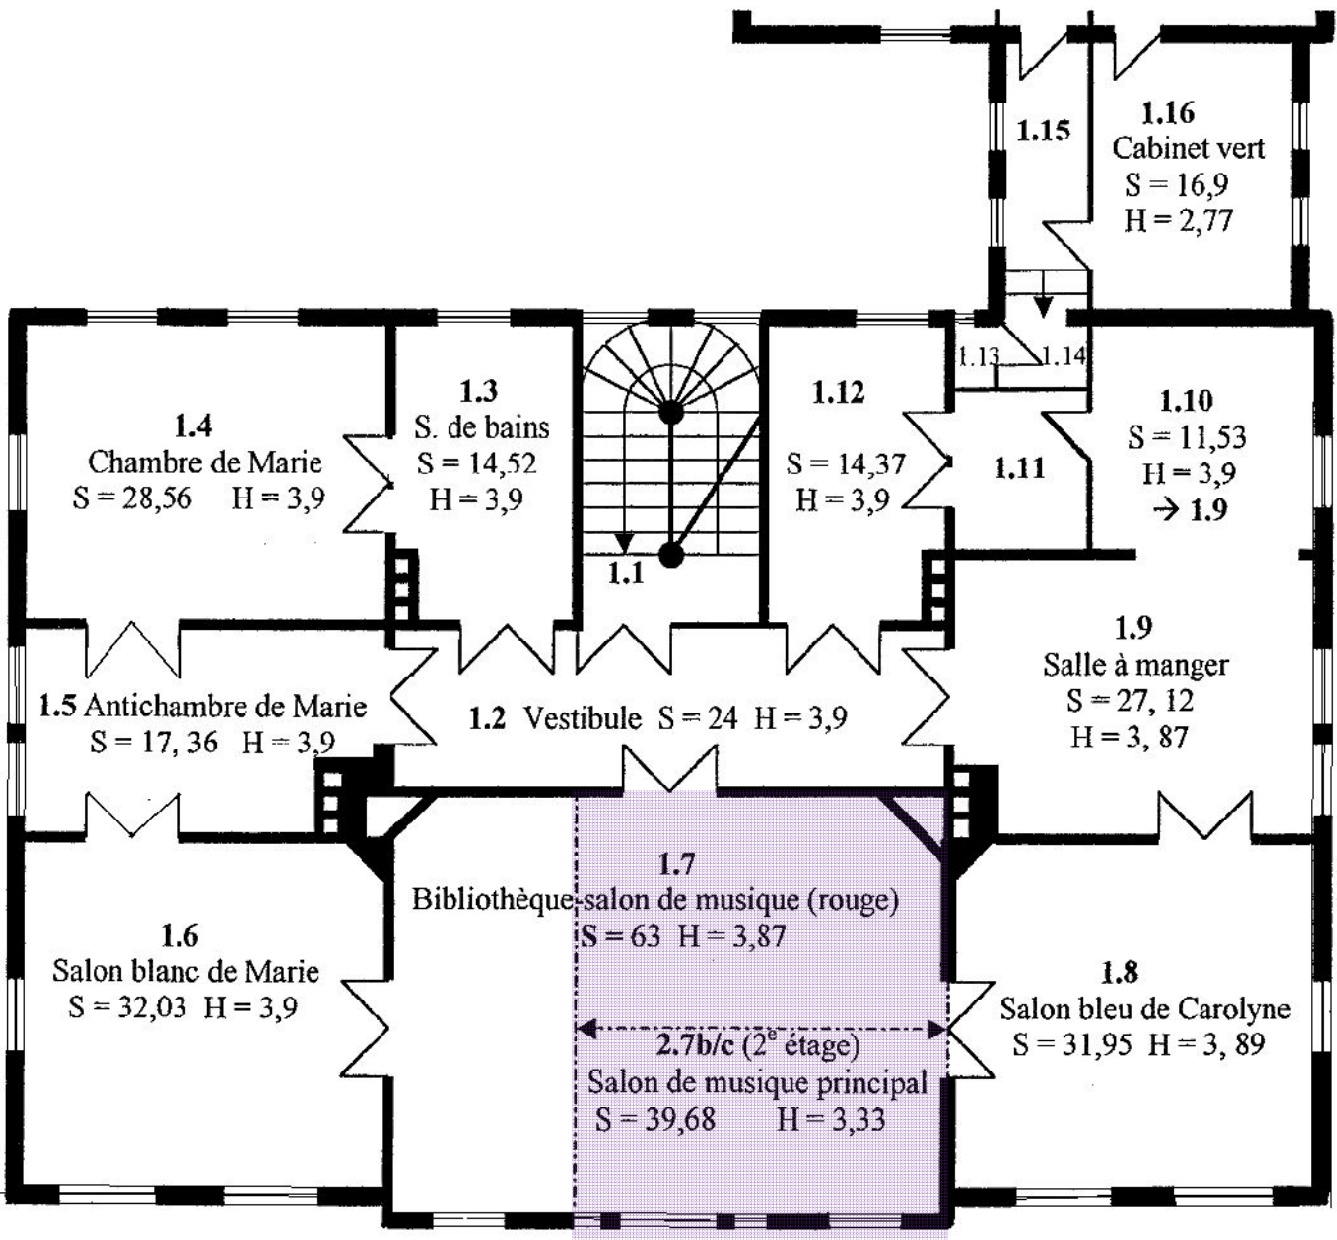 1.15
1.16
Cabinet vert
S = 16,9
H = 2,77
1.13
1.14
1.4
Chambre de Marie
S = 28,56 H = 3,9
1.3
S. de bains
S = 14,52
H = 3,9
1.1
1.12
S = 14,37
H = 3,9
1.11
1.10
S = 11,53
H = 3,9
→ 1.9
1.5 Antichambre de Marie
S = 17, 36 H = 3,9
1.2 Vestibule S = 24 H = 3,9
1.9
Salle à manger
S = 27, 12
H = 3, 87
1.6
Salon blanc de Marie
S = 32,03 H = 3,9
1.7
Bibliothèque-salon de musique (rouge)
S = 63 H = 3,87
2.7b/c (2e étage)
Salon de musique principal
S = 39,68 H = 3,33
1.8
Salon bleu de Carolyne
S = 31,95 H = 3, 89